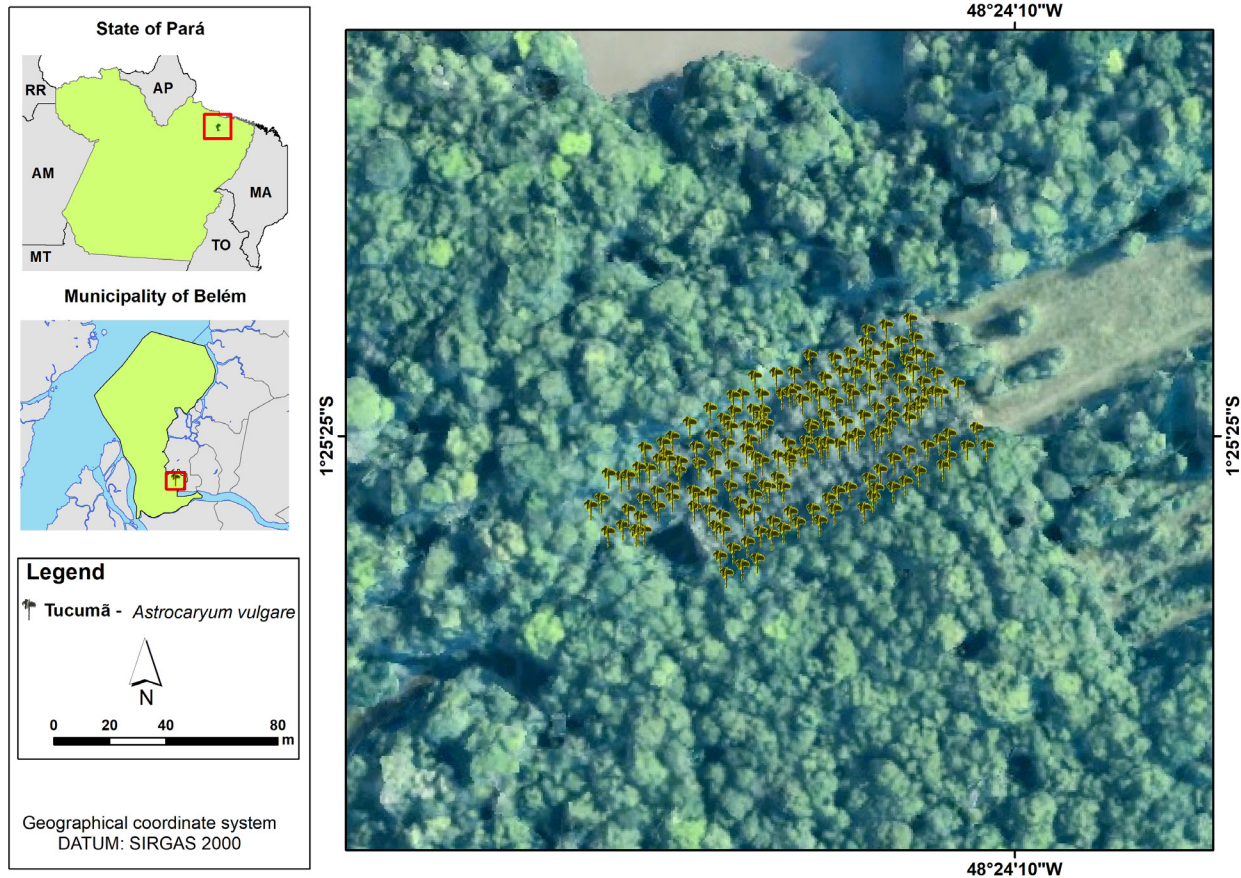 State of Pará
RR
AP
AM
MA
TO
MT
Municipality of Belém
Legend
Tucumã - Astrocaryum vulgare
N
0 20 40 80
m
Geographical coordinate system
DATUM: SIRGAS 2000
48°24'10"W
1°25'25"S
1°25'25"S
48°24'10"W